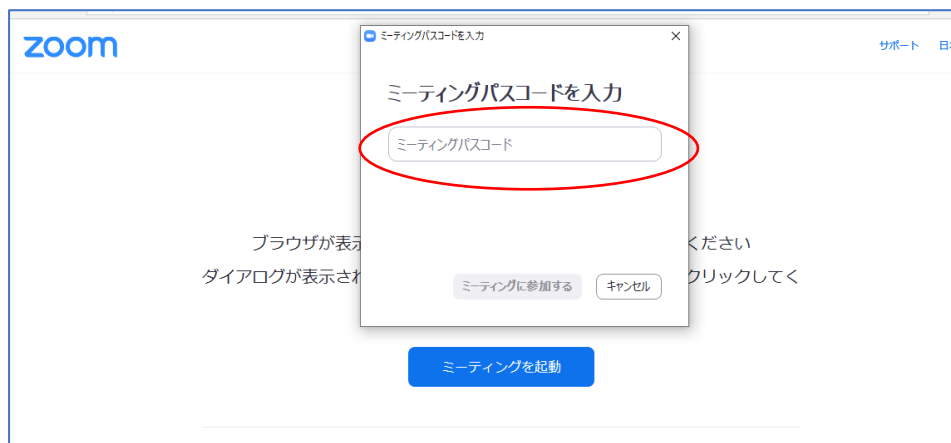 zoom
サポート 日
ミーティングパスコードを入力
ミーティングパスコードを入力
ミーティングパスコード
ブラウザが表示
ください
ダイアログが表示され
クリックしてく
ミーティングに参加する キャンセル
ミーティングを起動